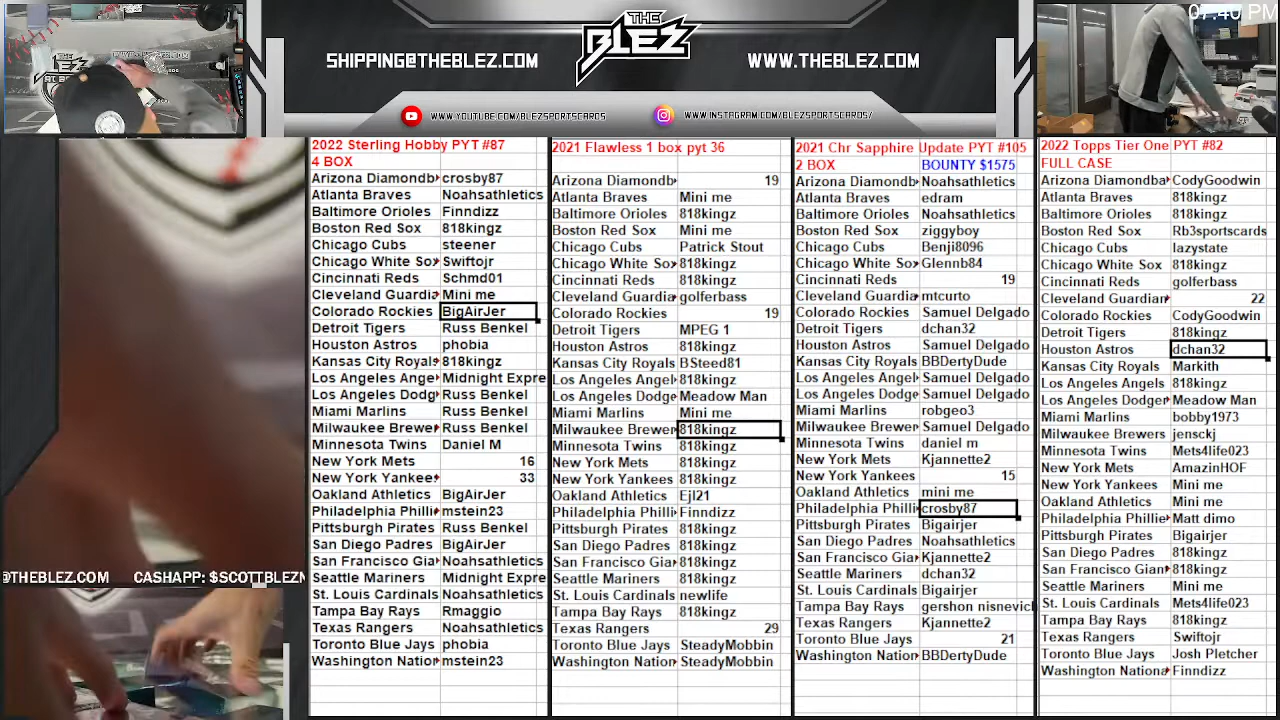 07:40 PM
THE
BLEZ
SHIPPING@THEBLEZ.COM
WWW.THEBLEZ.COM
WWW.YOUTUBE.COM/BLEZSPORTSCARDS
WWW.INSTAGRAM.COM/BLEZSPORTSCARDS/
2022 Sterling Hobby PYT #87
4 BOX
Arizona Diamondb crosby87
Atlanta Braves Noahsathletics
Baltimore Orioles Finndizz
Boston Red Sox 818kingz
Chicago Cubs steener
Chicago White So Swiftojr
Cincinnati Reds Schmd01
Cleveland Guardia Mini me
Colorado Rockies BigAirJer
Detroit Tigers Russ Benkel
Houston Astros phobia
Kansas City Royals 818kingz
Los Angeles Ange Midnight Expre
Los Angeles Dodg Russ Benkel
Miami Marlins Russ Benkel
Milwaukee Brewer Russ Benkel
Minnesota Twins Daniel M
New York Mets 16
New York Yankee 33
Oakland Athletics BigAirJer
Philadelphia Philli mstein23
Pittsburgh Pirates Russ Benkel
San Diego Padres BigAirJer
San Francisco Gia Noahsathletics
Seattle Mariners Midnight Expre
St. Louis Cardinals Noahsathletics
Tampa Bay Rays Rmaggio
Texas Rangers Noahsathletics
Toronto Blue Jays phobia
Washington Nation mstein23
2021 Flawless 1 box pyt 36
Arizona Diamondb 19
Atlanta Braves Mini me
Baltimore Orioles 818kingz
Boston Red Sox Mini me
Chicago Cubs Patrick Stout
Chicago White Sox 818kingz
Cincinnati Reds 818kingz
Cleveland Guardia golferbass
Colorado Rockies 19
Detroit Tigers MPEG 1
Houston Astros 818kingz
Kansas City Royals BSteed81
Los Angeles Angel 818kingz
Los Angeles Dodge Meadow Man
Miami Marlins Mini me
Milwaukee Brewer 818kingz
Minnesota Twins 818kingz
New York Mets 818kingz
New York Yankees 818kingz
Oakland Athletics Ejl21
Philadelphia Philli Finndizz
Pittsburgh Pirates 818kingz
San Diego Padres 818kingz
San Francisco Gia 818kingz
Seattle Mariners 818kingz
St. Louis Cardinals newlife
Tampa Bay Rays 818kingz
Texas Rangers 29
Toronto Blue Jays SteadyMobbin
Washington Nation SteadyMobbin
2021 Chr Sapphire Update PYT #105
2 BOX BOUNTY $1575
Arizona Diamondb Noahsathletics
Atlanta Braves edram
Baltimore Orioles Noahsathletics
Boston Red Sox ziggyboy
Chicago Cubs Benji8096
Chicago White Sox Glennb84
Cincinnati Reds 19
Cleveland Guardia mtcurto
Colorado Rockies Samuel Delgado
Detroit Tigers dchan32
Houston Astros Samuel Delgado
Kansas City Royals BBDertyDude
Los Angeles Angel Samuel Delgado
Los Angeles Dodge Samuel Delgado
Miami Marlins robgeo3
Milwaukee Brewer Samuel Delgado
Minnesota Twins daniel m
New York Mets Kjannette2
New York Yankees 15
Oakland Athletics mini me
Philadelphia Philli crosby87
Pittsburgh Pirates Bigairjer
San Diego Padres Noahsathletics
San Francisco Gia Kjannette2
Seattle Mariners dchan32
St. Louis Cardinals Bigairjer
Tampa Bay Rays gershon nisnevic
Texas Rangers Kjannette2
Toronto Blue Jays 21
Washington Nation BBDertyDude
2022 Topps Tier One PYT #82
FULL CASE
Arizona Diamondba CodyGoodwin
Atlanta Braves 818kingz
Baltimore Orioles 818kingz
Boston Red Sox Rb3sportscards
Chicago Cubs lazystate
Chicago White Sox 818kingz
Cincinnati Reds golferbass
Cleveland Guardia 22
Colorado Rockies CodyGoodwin
Detroit Tigers 818kingz
Houston Astros dchan32
Kansas City Royals Markith
Los Angeles Angels 818kingz
Los Angeles Dodger Meadow Man
Miami Marlins bobby1973
Milwaukee Brewers jensckj
Minnesota Twins Mets4life023
New York Mets AmazinHOF
New York Yankees Mini me
Oakland Athletics Mini me
Philadelphia Phillie Matt dimo
Pittsburgh Pirates Bigairjer
San Diego Padres 818kingz
San Francisco Gia 818kingz
Seattle Mariners Mini me
St. Louis Cardinals Mets4life023
Tampa Bay Rays 818kingz
Texas Rangers Swiftojr
Toronto Blue Jays Josh Pletcher
Washington Nationa Finndizz
@THEBLEZ.COM CASHAPP: $SCOTTBLEZN